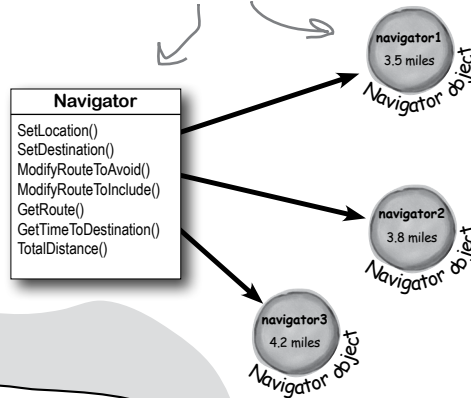 Navigator
SetLocation()
SetDestination()
ModifyRouteToAvoid()
ModifyRouteToInclude()
GetRoute()
GetTimeToDestination()
TotalDistance()
navigator1
3.5 miles
Navigator object
navigator2
3.8 miles
Navigator object
navigator3
4.2 miles
Navigator object